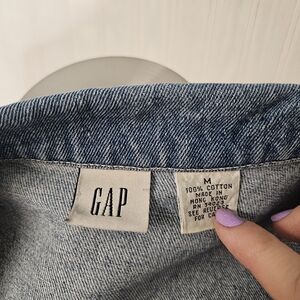 GAP
M
100% COTTON
MADE IN
HONG KONG
RN 54023
SEE REVERSE
FOR CARE